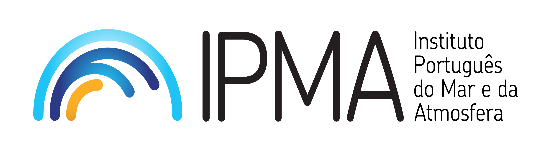 IPMA
Instituto
Português
do Mar e da
Atmosfera